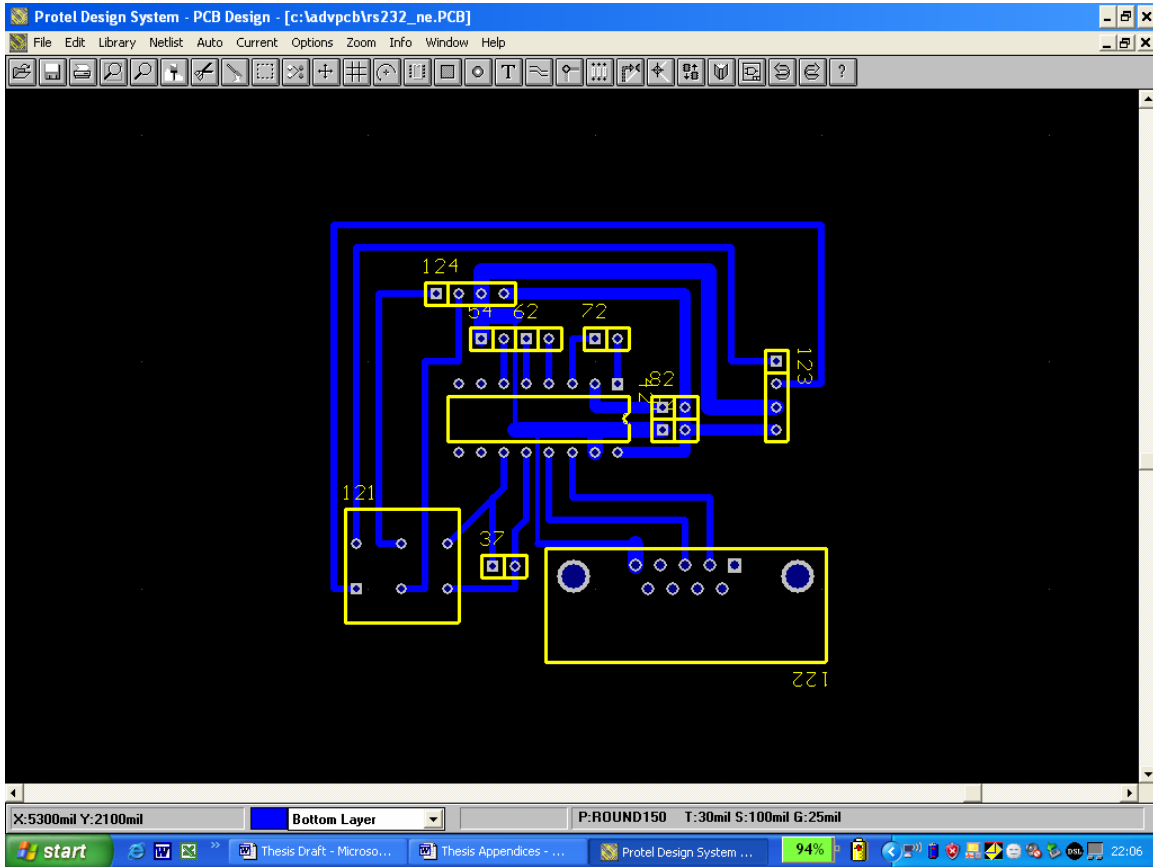 Protel Design System - PCB Design - [c:\advpcb\rs232_ne.PCB]
File Edit Library Netlist Auto Current Options Zoom Info Window Help
T ?
124
54 62 72
123
82
42
121
37
122
X:5300mil Y:2100mil Bottom Layer P:ROUND150 T:30mil S:100mil G:25mil
start Thesis Draft - Microso... Thesis Appendices - ... Protel Design System ... 94% DSL 22:06